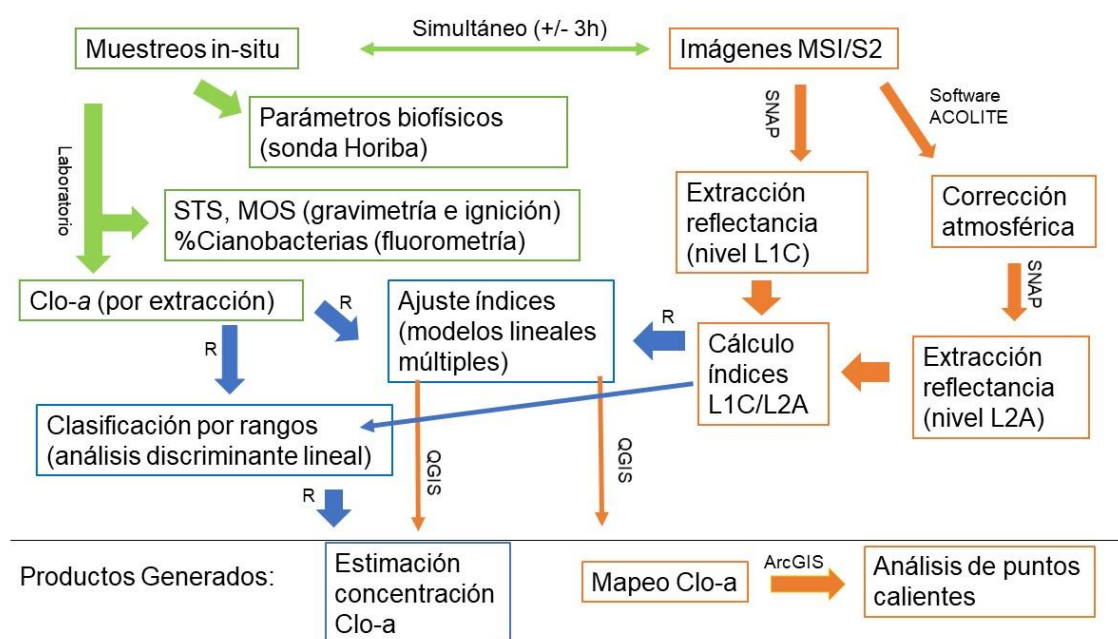 Simultáneo (+/- 3h)
Muestreos in-situ
Imágenes MSI/S2
SNAP
Software
ACOLITE
Parámetros biofísicos
(sonda Horiba)
Laboratorio
Extracción
reflectancia
(nivel L1C)
Corrección
atmosférica
STS, MOS (gravimetría e ignición)
%Cianobacterias (fluorometría)
SNAP
Clo-a (por extracción)
R
Ajuste índices
(modelos lineales
múltiples)
R
Cálculo
índices
L1C/L2A
Extracción
reflectancia
(nivel L2A)
R
Clasificación por rangos
(análisis discriminante lineal)
QGIS
QGIS
R
Productos Generados:
Estimación
concentración
Clo-a
Mapeo Clo-a
ArcGIS
Análisis de puntos
calientes